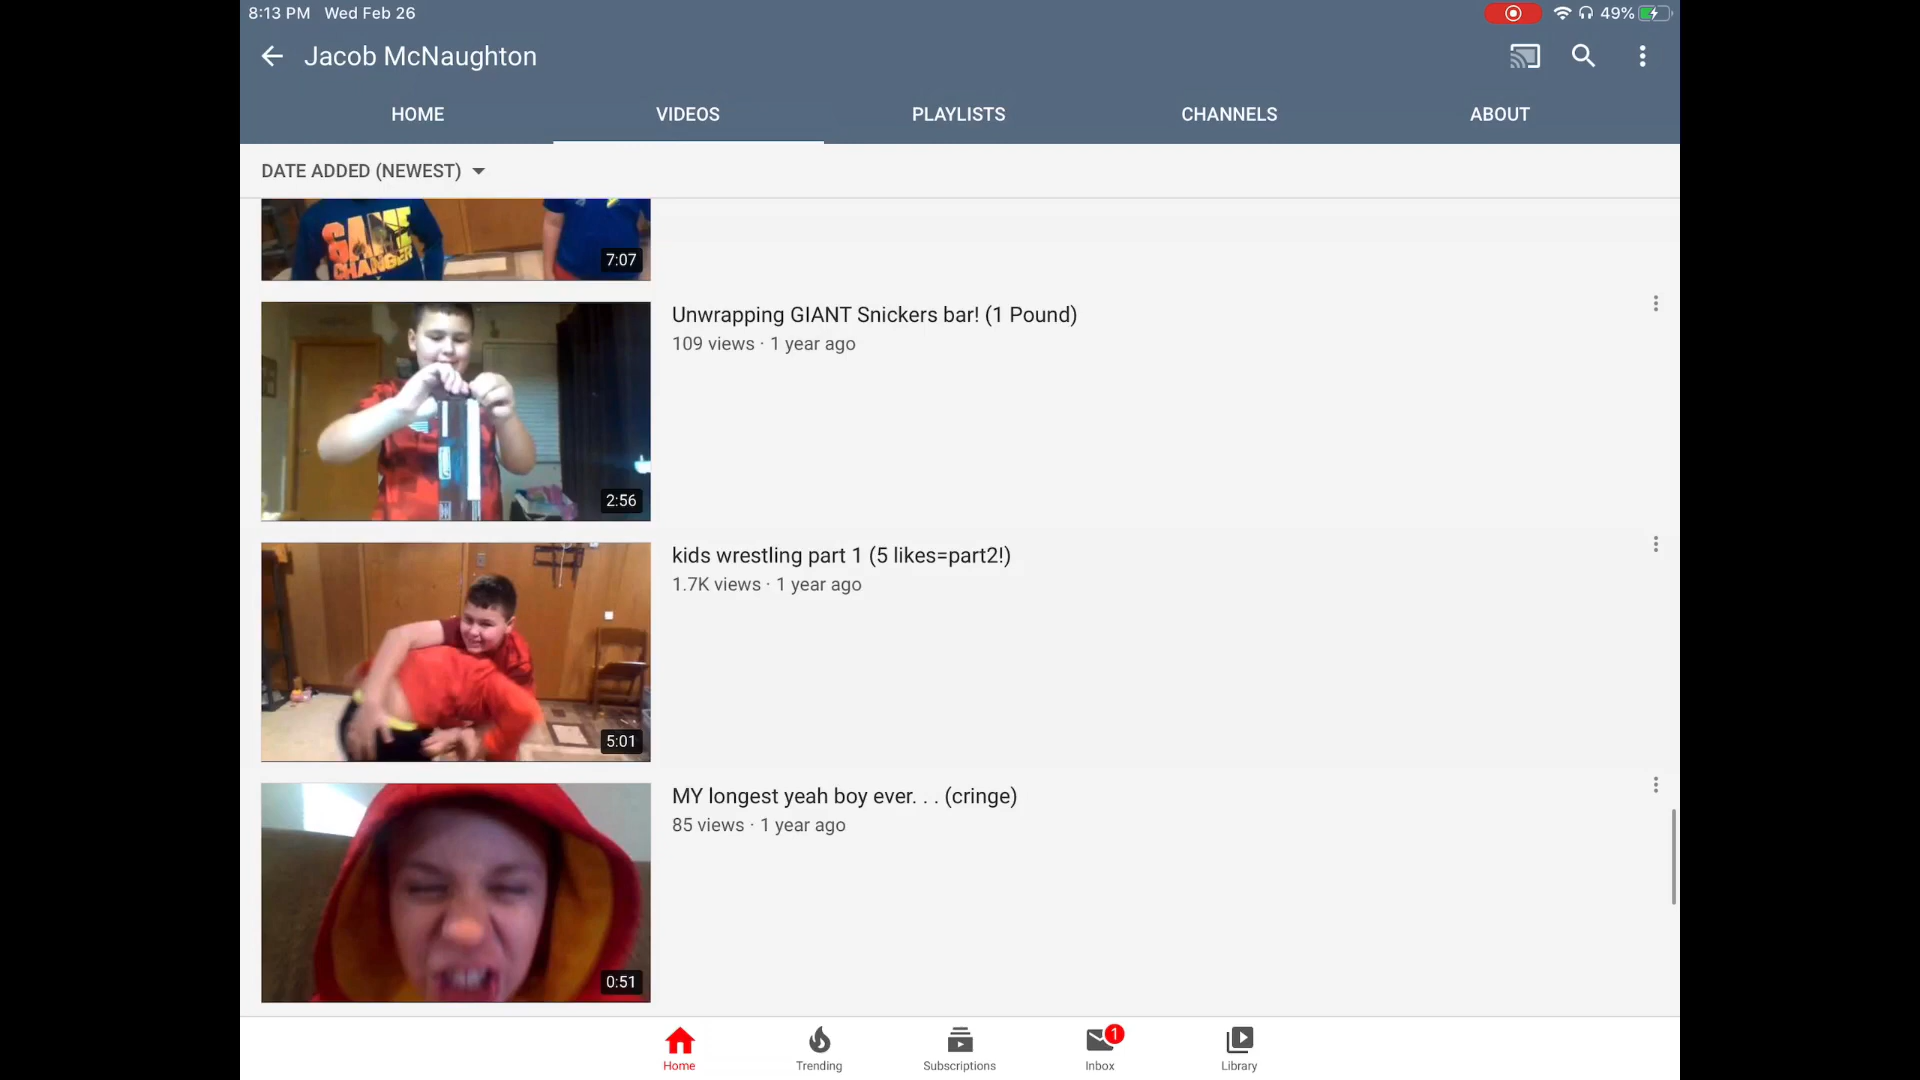 8:13 PM Wed Feb 26
49%
Jacob McNaughton
HOME VIDEOS PLAYLISTS CHANNELS ABOUT
DATE ADDED (NEWEST)
GAME
CHANGER
7:07
Unwrapping GIANT Snickers bar! (1 Pound)
109 views · 1 year ago
2:56
kids wrestling part 1 (5 likes=part2!)
1.7K views · 1 year ago
5:01
MY longest yeah boy ever. . . (cringe)
85 views · 1 year ago
0:51
1
Home Trending Subscriptions Inbox Library